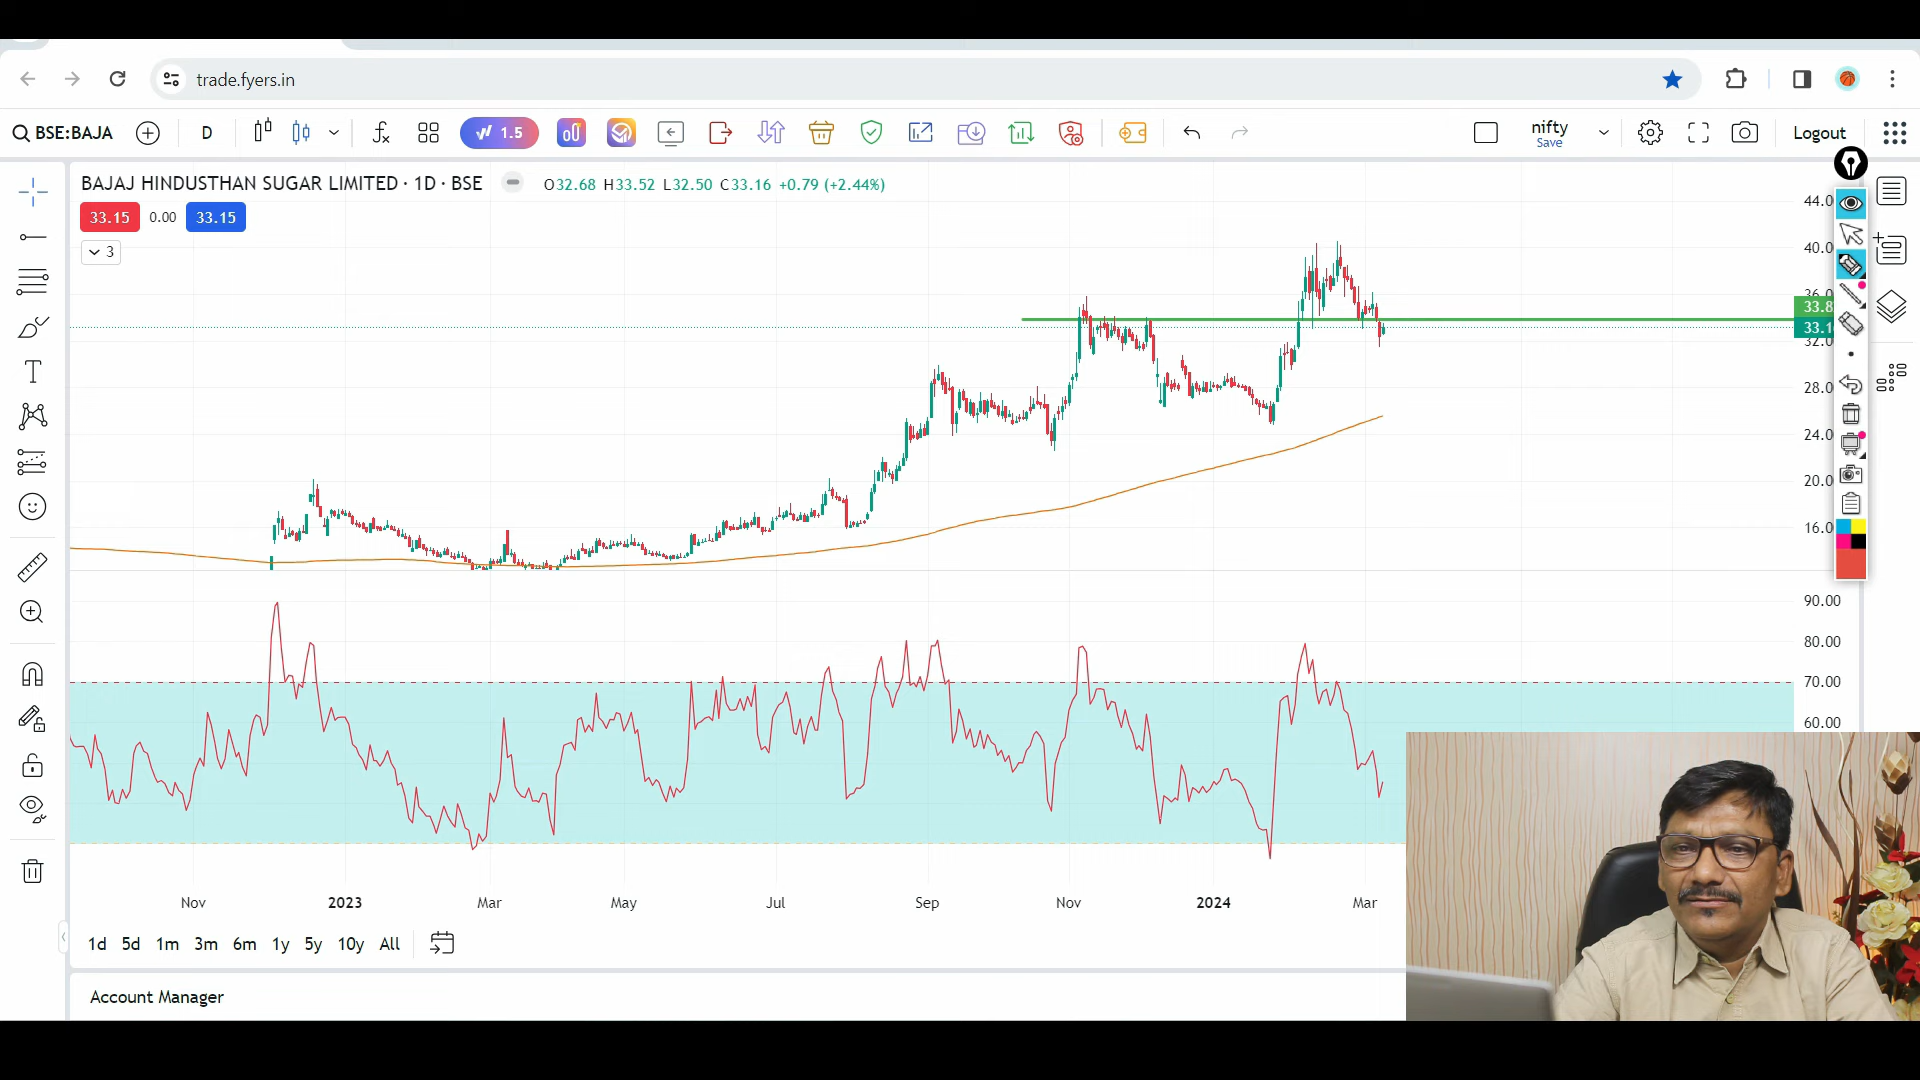 trade.fyers.in
BSE:BAJA D 1.5 nifty Logout
Save
BAJAJ HINDUSTHAN SUGAR LIMITED · 1D · BSE O32.68 H33.52 L32.50 C33.16 +0.79 (+2.44%)
33.15 0.00 33.15
3
44.0
40.0
36.0
33.8
33.1
32.0
28.0
24.0
20.0
16.0
90.00
80.00
70.00
60.00
Nov 2023 Mar May Jul Sep Nov 2024 Mar
1d 5d 1m 3m 6m 1y 5y 10y All
Account Manager